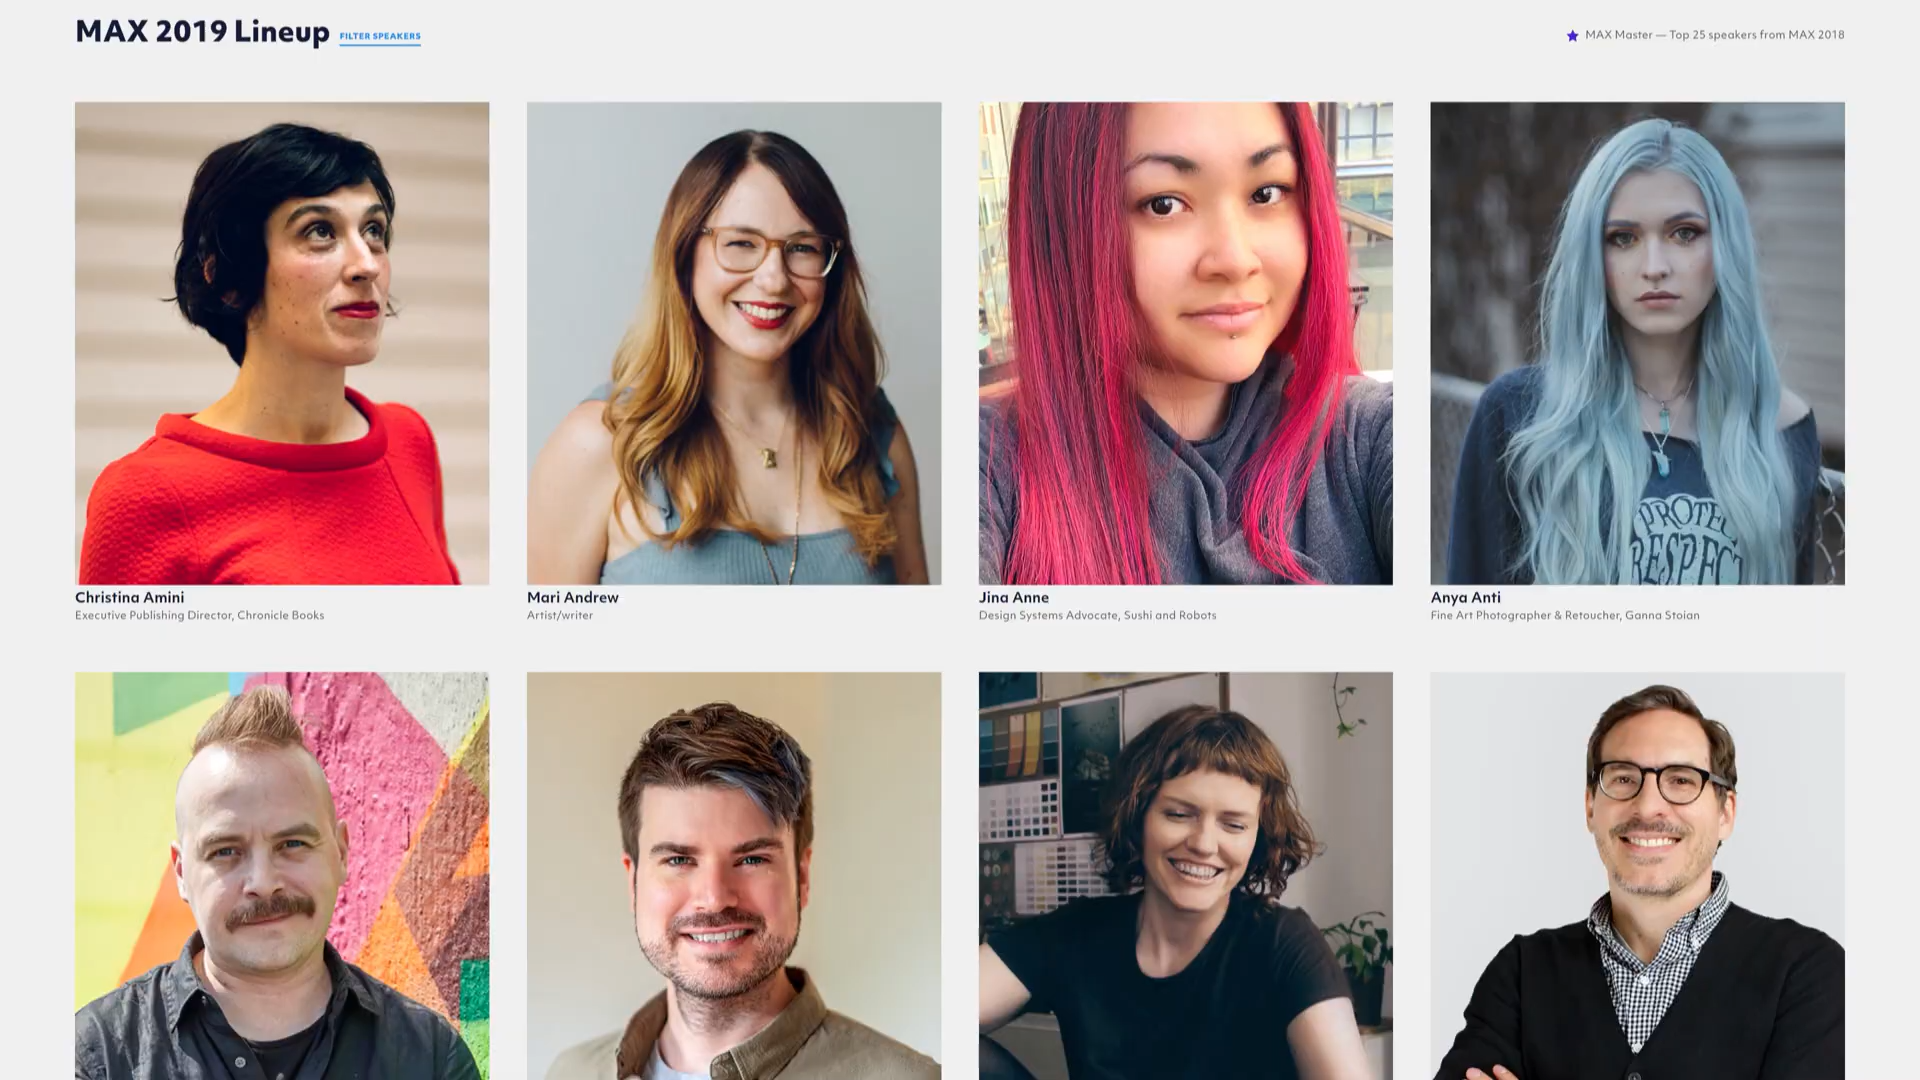 MAX 2019 Lineup FILTER SPEAKERS
MAX Master — Top 25 speakers from MAX 2018
PROTE
RESPEC
Christina Amini
Executive Publishing Director, Chronicle Books
Mari Andrew
Artist/writer
Jina Anne
Design Systems Advocate, Sushi and Robots
Anya Anti
Fine Art Photographer & Retoucher, Ganna Stoian